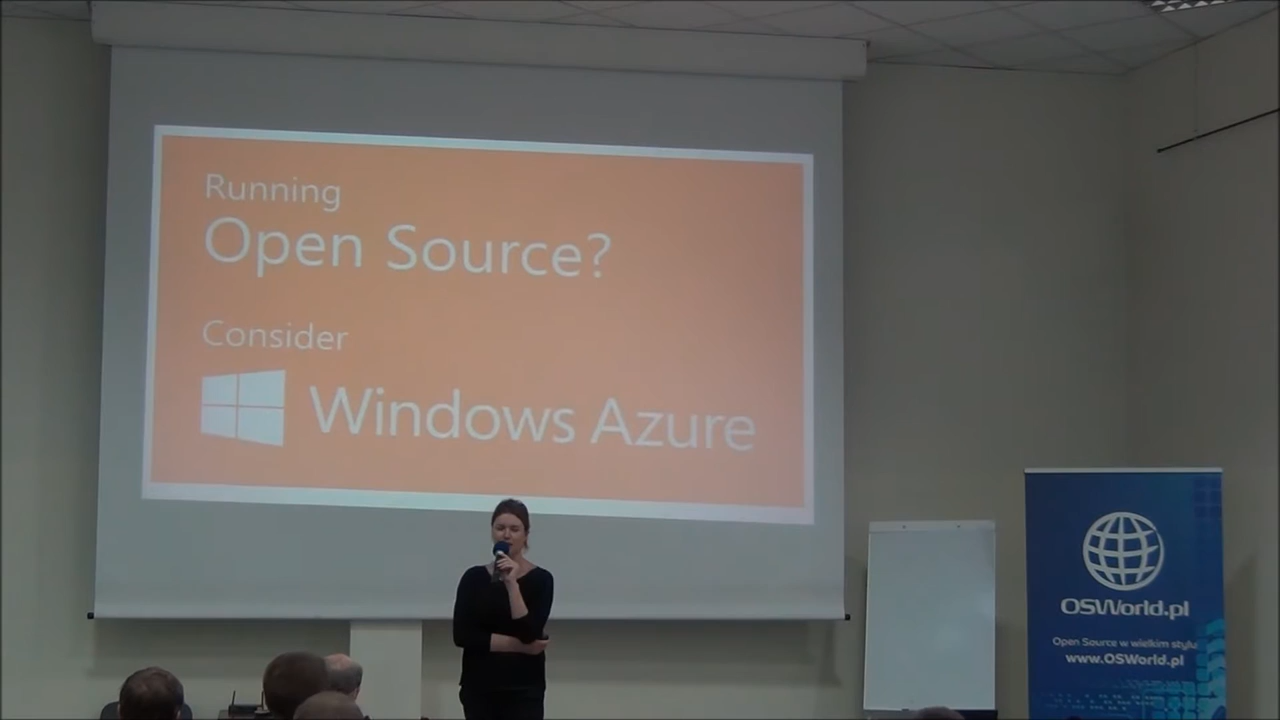 Running
Open Source?
Consider
Windows Azure
OSWorld.pl
Open Source w wielkim stylu
www.OSWorld.pl